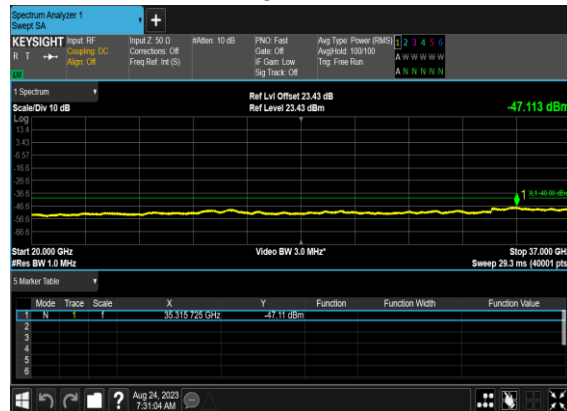 Spectrum Analyzer 1
Swept SA
+
KEYSIGHT Input: RF Input Z: 50 Ω #Atten: 10 dB PNO: Fast Avg Type: Power (RMS) 1 2 3 4 5 6
R T Coupling: DC Corrections: Off Gate: Off Avg|Hold: 100/100 A W W W W W
Align: Off Freq Ref: Int (S) IF Gain: Low Trig: Free Run
Sig Track: Off A N N N N N
1 Spectrum
Ref Lvl Offset 23.43 dB
Scale/Div 10 dB Ref Level 23.43 dBm -47.113 dBm
Log
13.4
3.43
-6.57
-16.6
-26.6
-36.6
1 DL1 -40.00 dBm
-46.6
-56.6
-66.6
Start 20.000 GHz Video BW 3.0 MHz* Stop 37.000 GHz
#Res BW 1.0 MHz Sweep 29.3 ms (40001 pts)
5 Marker Table
Mode Trace Scale X Y Function Function Width Function Value
1 N 1 f 35.315 725 GHz -47.11 dBm
2
3
4
5
6
?
Aug 24, 2023
7:31:04 AM